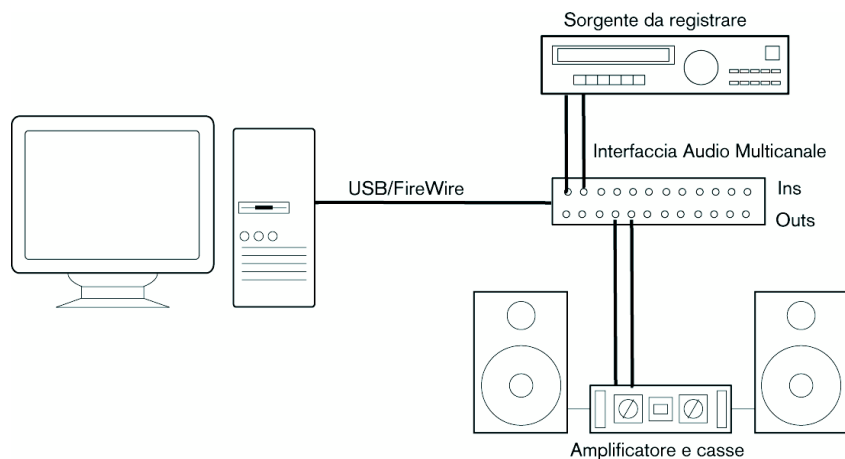 Sorgente da registrare
Interfaccia Audio Multicanale
USB/FireWire
Ins
Outs
Amplificatore e casse